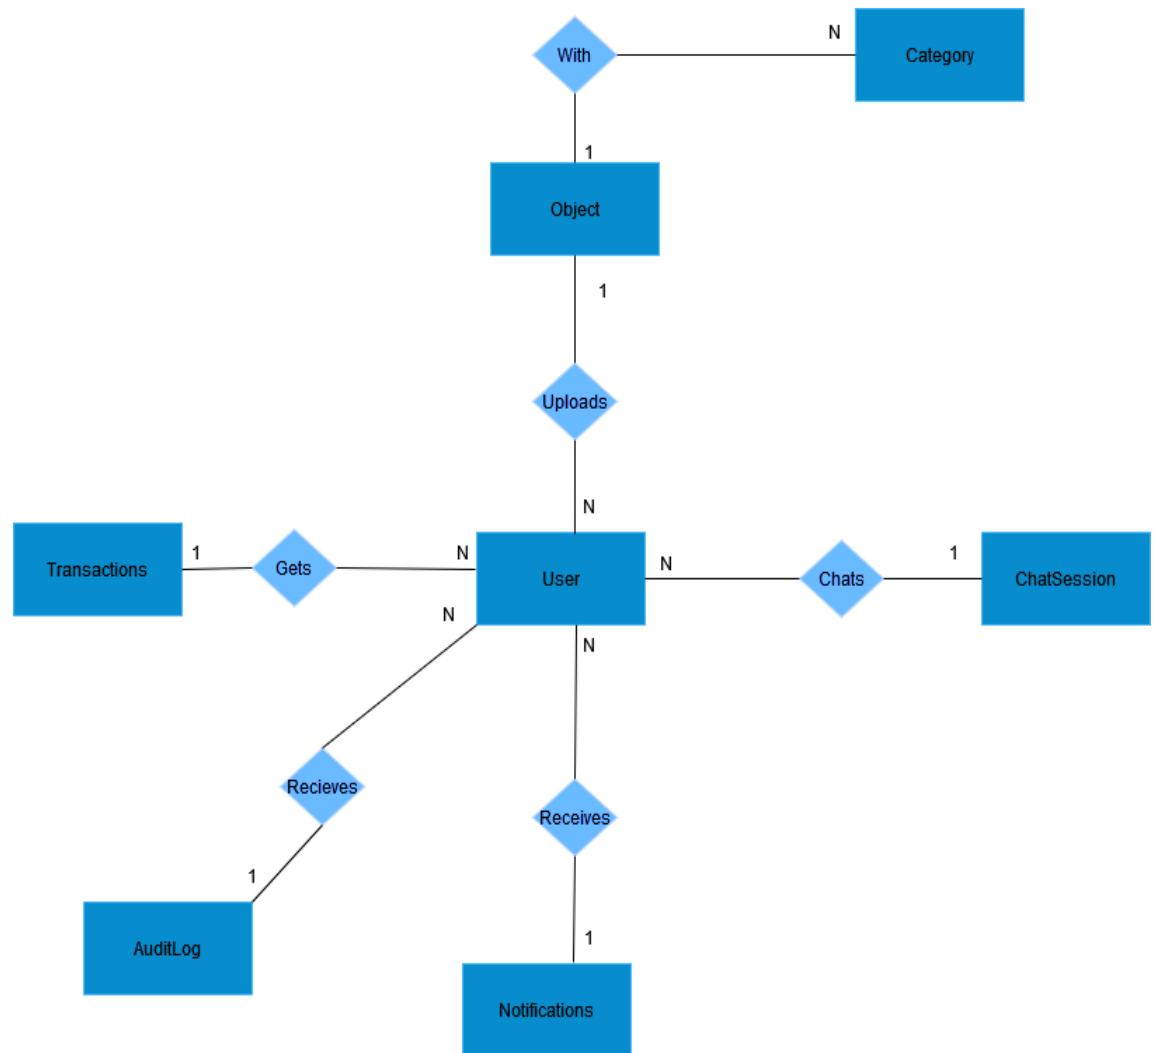 With
N
Category
1
Object
1
Uploads
N
Transactions
1
Gets
N
User
N
Chats
1
ChatSession
N
N
Recieves
Receives
1
AuditLog
1
Notifications